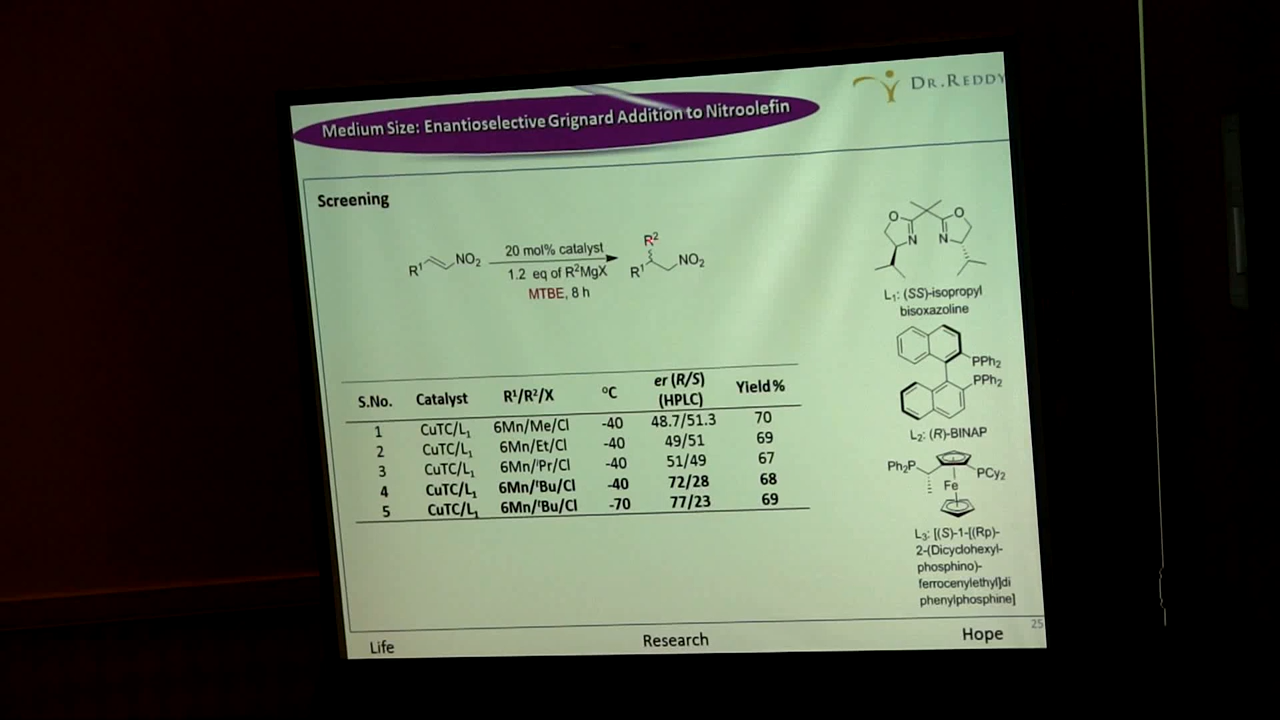 DR.REDDY
Medium Size: Enantioselective Grignard Addition to Nitroolefin
Screening
R¹ NO₂
20 mol% catalyst
1.2 eq of R²MgX
MTBE, 8 h
R²
R¹ NO₂
S.No. Catalyst R¹/R²/X °C er (R/S) (HPLC) Yield %
1 CuTC/L₁ 6Mn/Me/Cl -40 48.7/51.3 70
2 CuTC/L₁ 6Mn/Et/Cl -40 49/51 69
3 CuTC/L₁ 6Mn/ⁱPr/Cl -40 51/49 67
4 CuTC/L₁ 6Mn/ᵗBu/Cl -40 72/28 68
5 CuTC/L₁ 6Mn/ᵗBu/Cl -70 77/23 69
O O
N N
L₁: (SS)-isopropyl
bisoxazoline
PPh₂
PPh₂
L₂: (R)-BINAP
Ph₂P PCy₂
Fe
L₃: [(S)-1-[(Rp)-
2-(Dicyclohexyl-
phosphino)-
ferrocenylethyl]di
phenylphosphine]
Life Research Hope
25